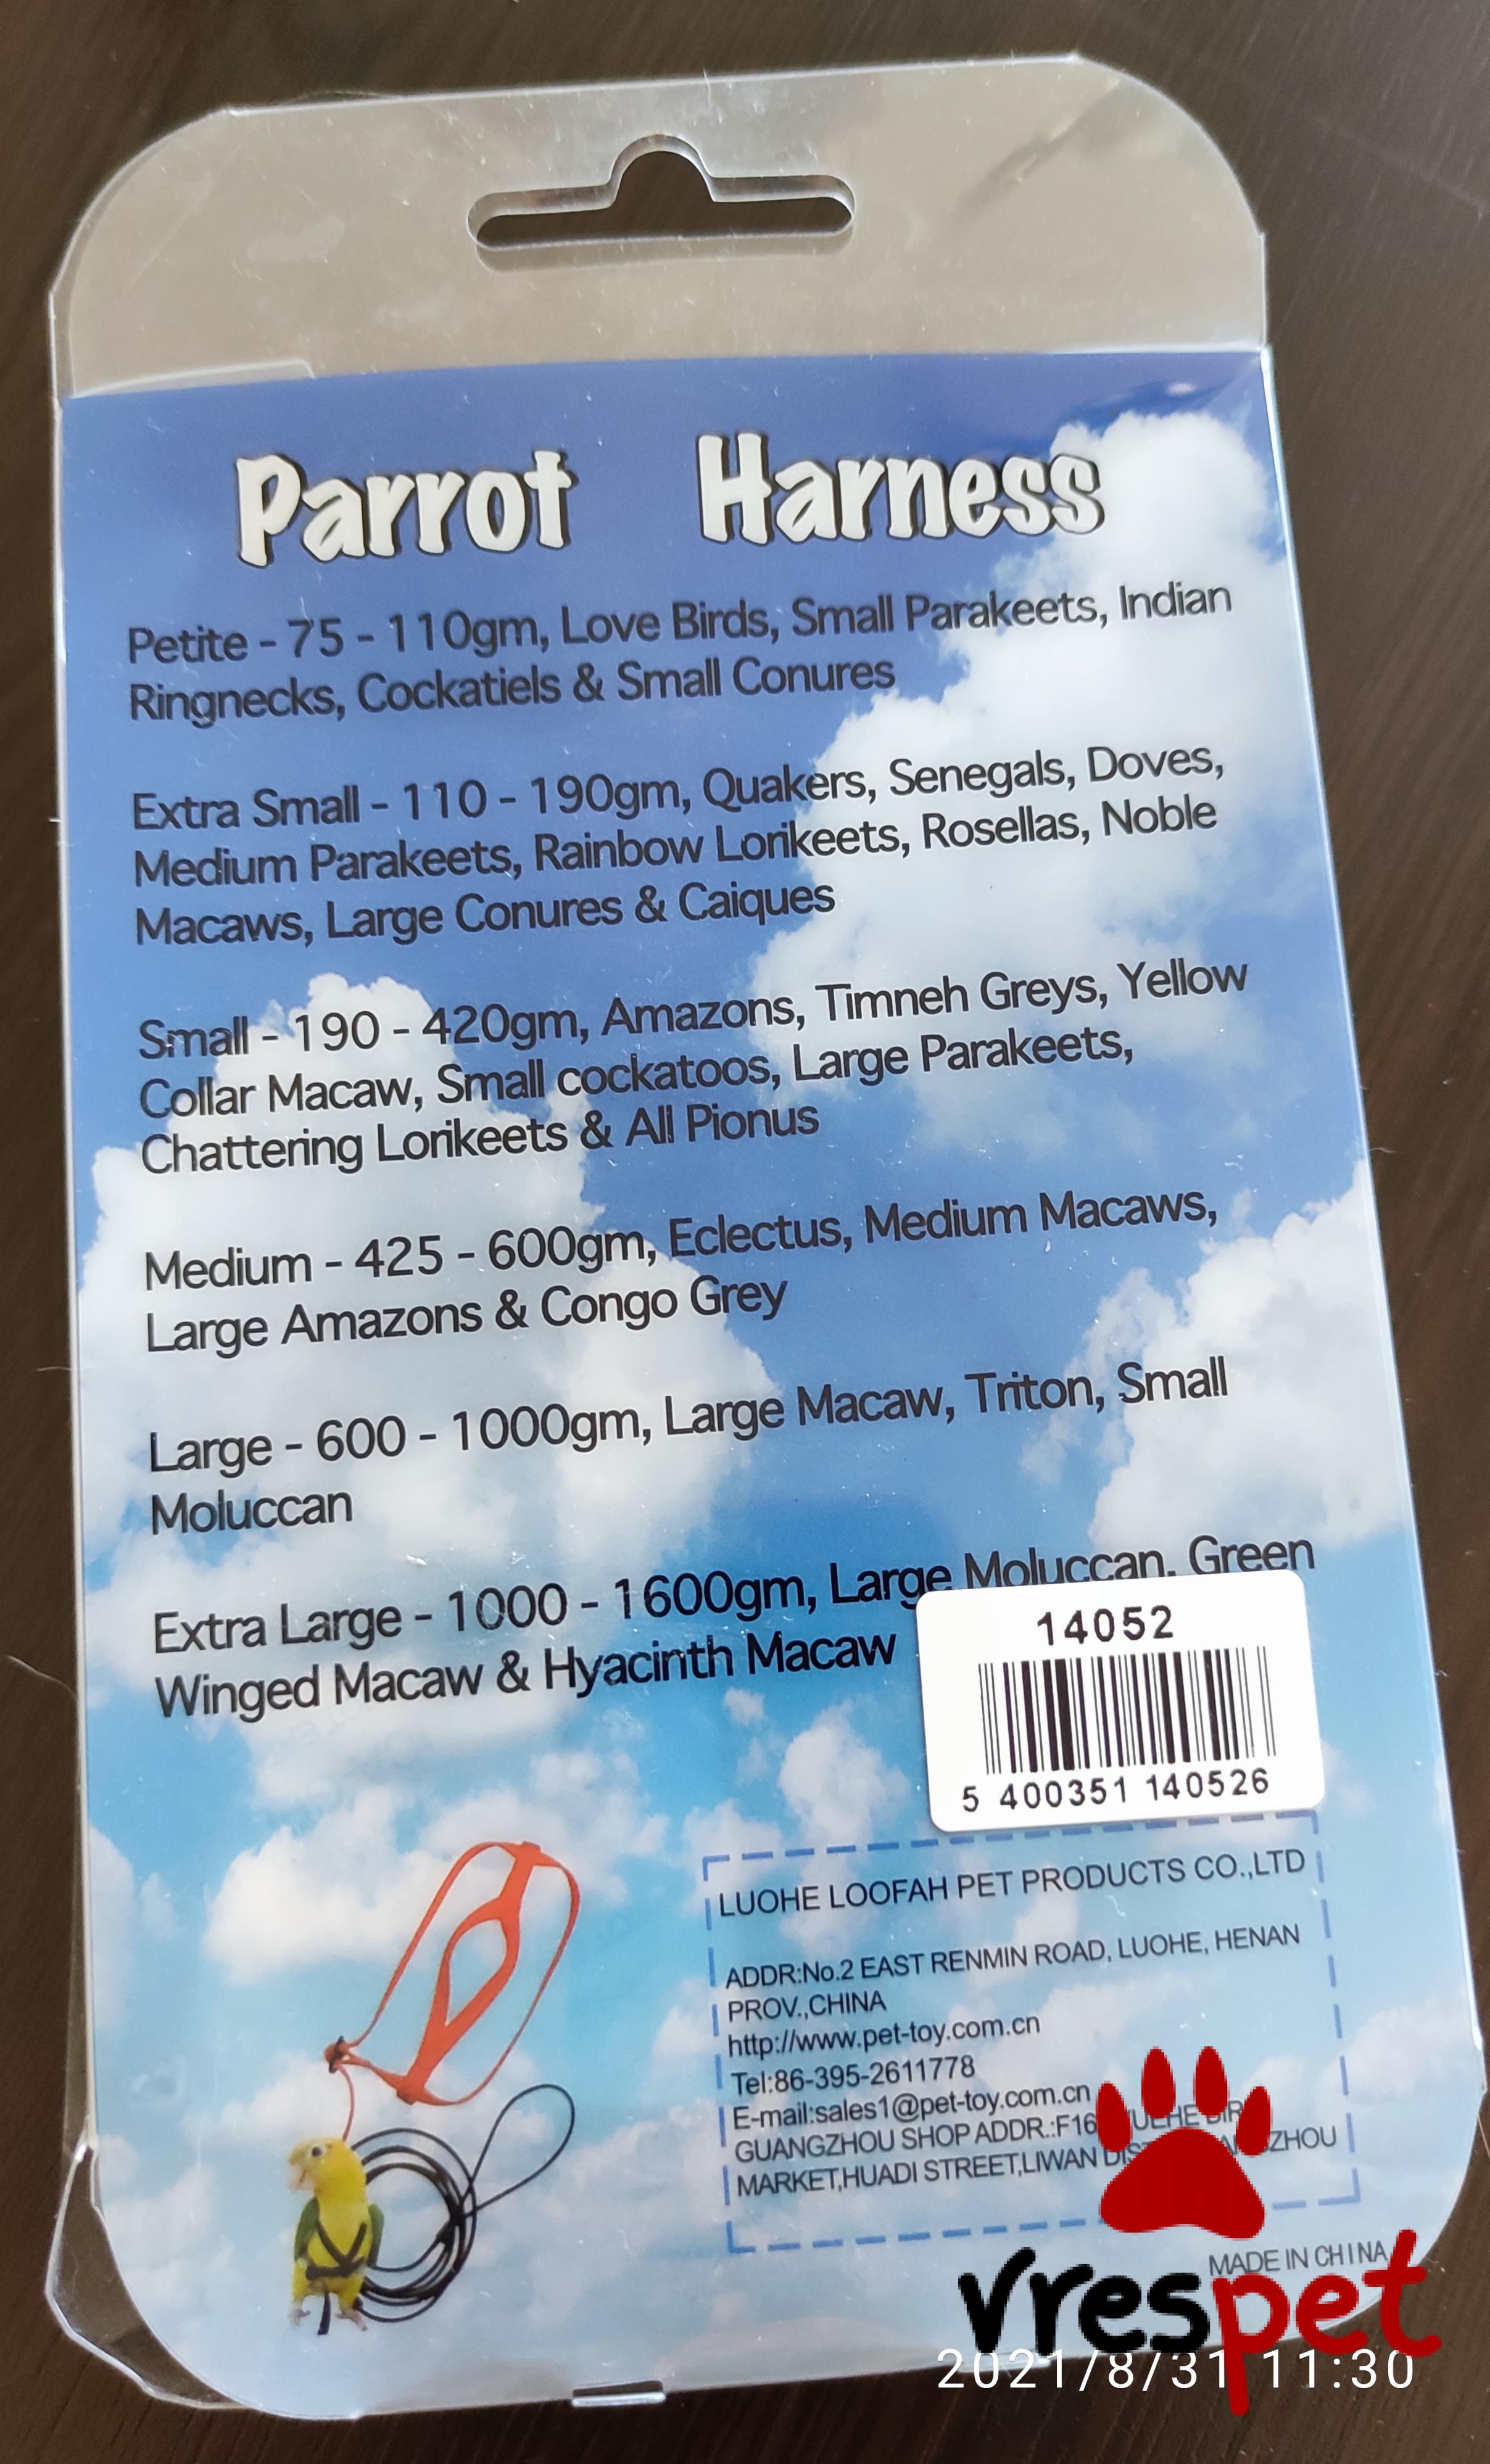 Parrot Harness
Petite - 75 - 110gm, Love Birds, Small Parakeets, Indian
Ringnecks, Cockatiels & Small Conures
Extra Small - 110 - 190gm, Quakers, Senegals, Doves,
Medium Parakeets, Rainbow Lorikeets, Rosellas, Noble
Macaws, Large Conures & Caiques
Small - 190 - 420gm, Amazons, Timneh Greys, Yellow
Collar Macaw, Small cockatoos, Large Parakeets,
Chattering Lorikeets & All Pionus
Medium - 425 - 600gm, Eclectus, Medium Macaws,
Large Amazons & Congo Grey
Large - 600 - 1000gm, Large Macaw, Triton, Small
Moluccan
Extra Large - 1000 - 1600gm, Large Moluccan, Green
Winged Macaw & Hyacinth Macaw
14052
5 400351 140526
LUOHE LOOFAH PET PRODUCTS CO.,LTD
ADDR:No.2 EAST RENMIN ROAD, LUOHE, HENAN
PROV.,CHINA
http://www.pet-toy.com.cn
Tel:86-395-2611778
E-mail:sales1@pet-toy.com.cn
GUANGZHOU SHOP ADDR.:F16
MARKET,HUADI STREET,LIWAN
MADE IN CHINA
vrespet
2021/8/31 11:30